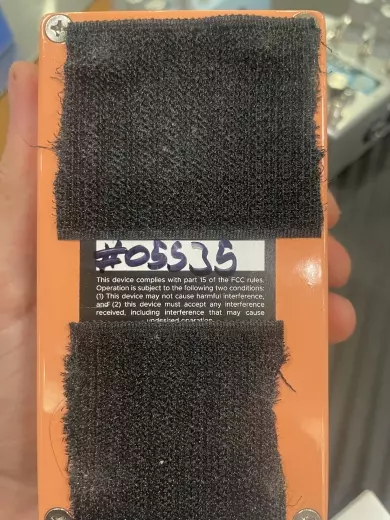 #05535
This device complies with part 15 of the FCC rules.
Operation is subject to the following two conditions:
(1) This device may not cause harmful interference,
and (2) this device must accept any interference
received, including interference that may cause
undesired operation.